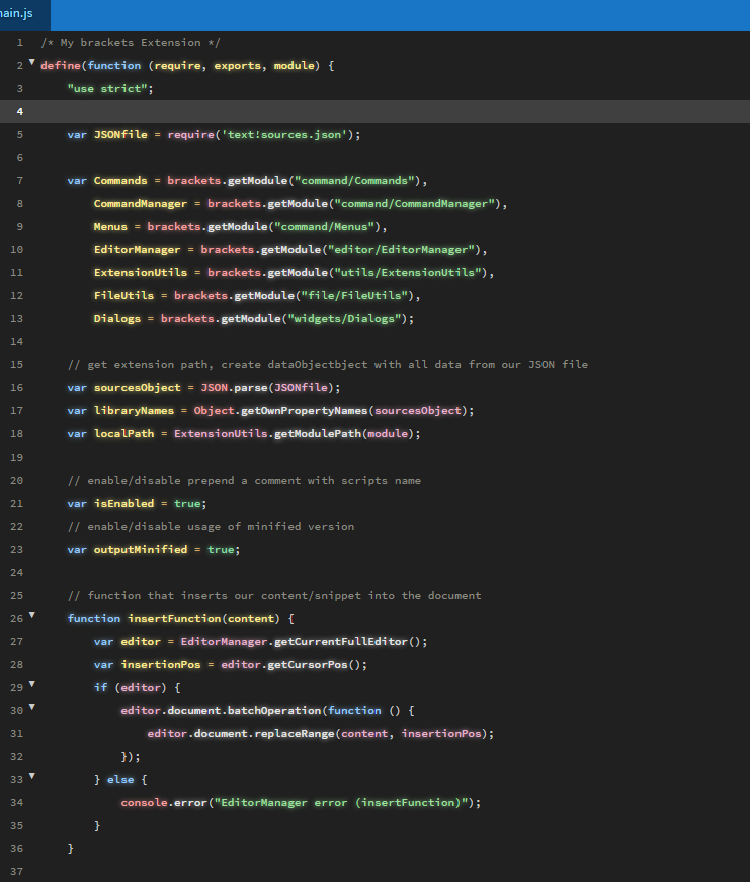 main.js
1 /* My brackets Extension */
2 define(function (require, exports, module) {
3 "use strict";
4
5 var JSONfile = require('text!sources.json');
6
7 var Commands = brackets.getModule("command/Commands"),
8 CommandManager = brackets.getModule("command/CommandManager"),
9 Menus = brackets.getModule("command/Menus"),
10 EditorManager = brackets.getModule("editor/EditorManager"),
11 ExtensionUtils = brackets.getModule("utils/ExtensionUtils"),
12 FileUtils = brackets.getModule("file/FileUtils"),
13 Dialogs = brackets.getModule("widgets/Dialogs");
14
15 // get extension path, create dataObjectbject with all data from our JSON file
16 var sourcesObject = JSON.parse(JSONfile);
17 var libraryNames = Object.getOwnPropertyNames(sourcesObject);
18 var localPath = ExtensionUtils.getModulePath(module);
19
20 // enable/disable prepend a comment with scripts name
21 var isEnabled = true;
22 // enable/disable usage of minified version
23 var outputMinified = true;
24
25 // function that inserts our content/snippet into the document
26 function insertFunction(content) {
27 var editor = EditorManager.getCurrentFullEditor();
28 var insertionPos = editor.getCursorPos();
29 if (editor) {
30 editor.document.batchOperation(function () {
31 editor.document.replaceRange(content, insertionPos);
32 });
33 } else {
34 console.error("EditorManager error (insertFunction)");
35 }
36 }
37